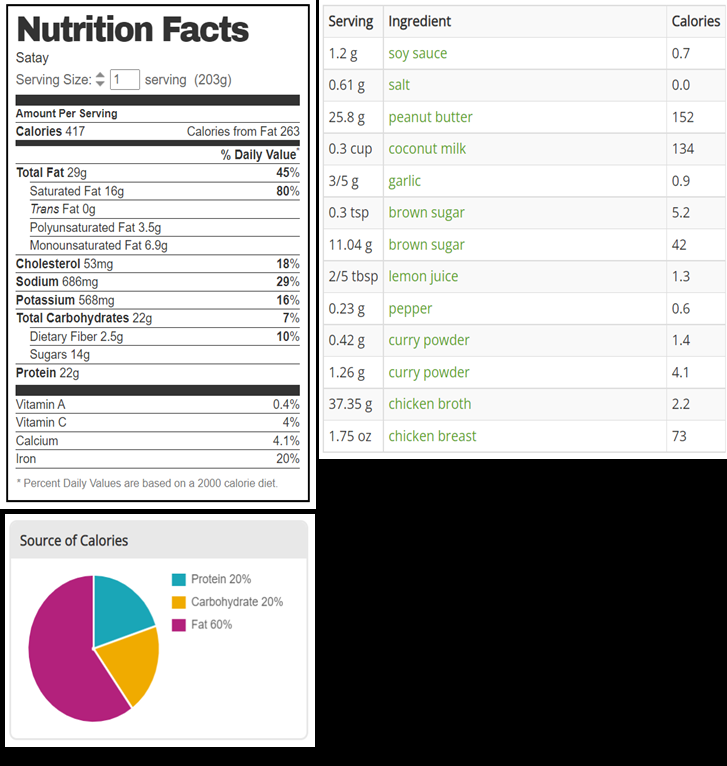 Nutrition Facts
Satay
Serving Size: 1 serving (203g)
Amount Per Serving
Calories 417 Calories from Fat 263
% Daily Value*
Total Fat 29g 45%
Saturated Fat 16g 80%
Trans Fat 0g
Polyunsaturated Fat 3.5g
Monounsaturated Fat 6.9g
Cholesterol 53mg 18%
Sodium 686mg 29%
Potassium 568mg 16%
Total Carbohydrates 22g 7%
Dietary Fiber 2.5g 10%
Sugars 14g
Protein 22g
Vitamin A 0.4%
Vitamin C 4%
Calcium 4.1%
Iron 20%
* Percent Daily Values are based on a 2000 calorie diet.
Serving Ingredient Calories
1.2 g soy sauce 0.7
0.61 g salt 0.0
25.8 g peanut butter 152
0.3 cup coconut milk 134
3/5 g garlic 0.9
0.3 tsp brown sugar 5.2
11.04 g brown sugar 42
2/5 tbsp lemon juice 1.3
0.23 g pepper 0.6
0.42 g curry powder 1.4
1.26 g curry powder 4.1
37.35 g chicken broth 2.2
1.75 oz chicken breast 73
Source of Calories
Protein 20%
Carbohydrate 20%
Fat 60%